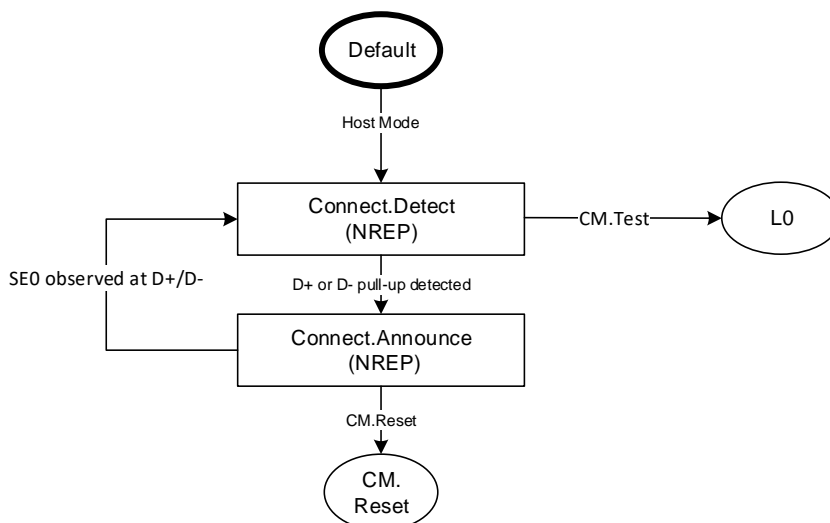 Default
Host Mode
Connect.Detect
(NREP)
CM.Test
L0
SE0 observed at D+/D-
D+ or D- pull-up detected
Connect.Announce
(NREP)
CM.Reset
CM.
Reset